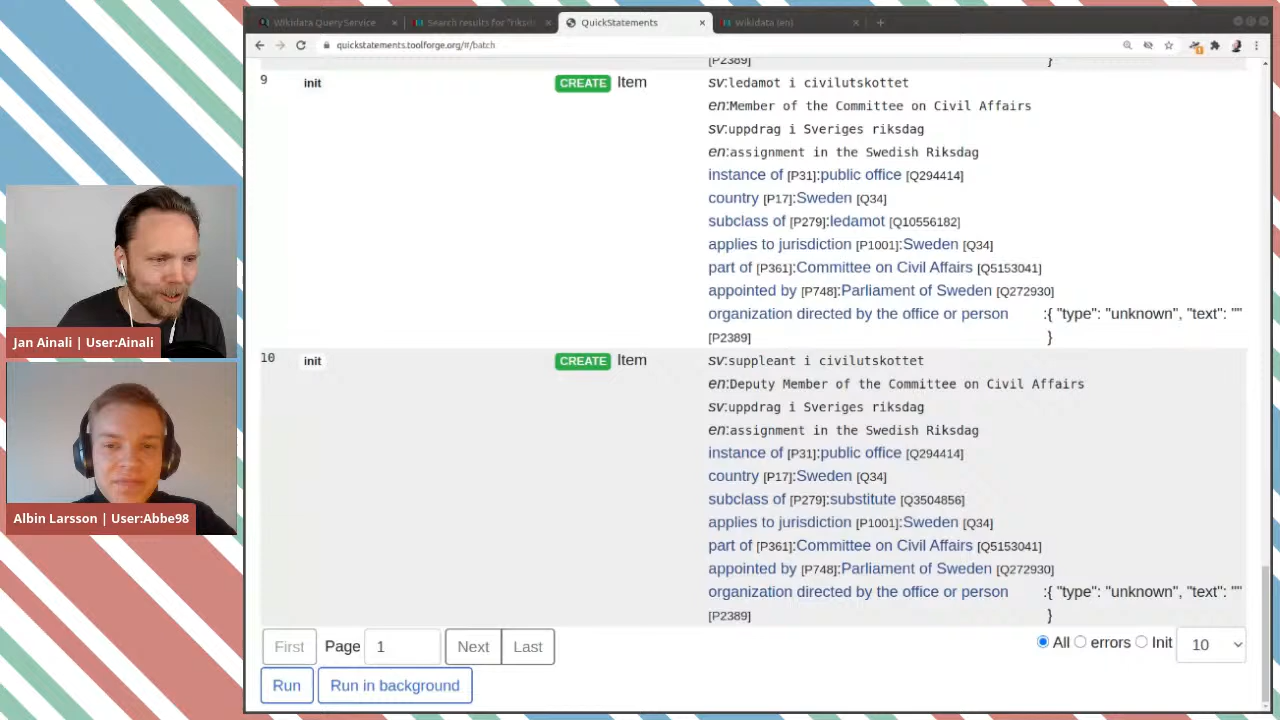 Wikidata Query Service
Search results for "riks
QuickStatements
Wikidata (en)
quickstatements.toolforge.org/#/batch
[P2389] }
9 init CREATE Item sv:ledamot i civilutskottet
en:Member of the Committee on Civil Affairs
sv:uppdrag i Sveriges riksdag
en:assignment in the Swedish Riksdag
instance of [P31]:public office [Q294414]
country [P17]:Sweden [Q34]
subclass of [P279]:ledamot [Q10556182]
applies to jurisdiction [P1001]:Sweden [Q34]
part of [P361]:Committee on Civil Affairs [Q5153041]
appointed by [P748]:Parliament of Sweden [Q272930]
organization directed by the office or person :{ "type": "unknown", "text": ""
[P2389] }
10 init CREATE Item sv:suppleant i civilutskottet
en:Deputy Member of the Committee on Civil Affairs
sv:uppdrag i Sveriges riksdag
en:assignment in the Swedish Riksdag
instance of [P31]:public office [Q294414]
country [P17]:Sweden [Q34]
subclass of [P279]:substitute [Q3504856]
applies to jurisdiction [P1001]:Sweden [Q34]
part of [P361]:Committee on Civil Affairs [Q5153041]
appointed by [P748]:Parliament of Sweden [Q272930]
organization directed by the office or person :{ "type": "unknown", "text": ""
[P2389] }
First Page 1 Next Last All errors Init 10
Run Run in background
Jan Ainali | User:Ainali
Albin Larsson | User:Abbe98